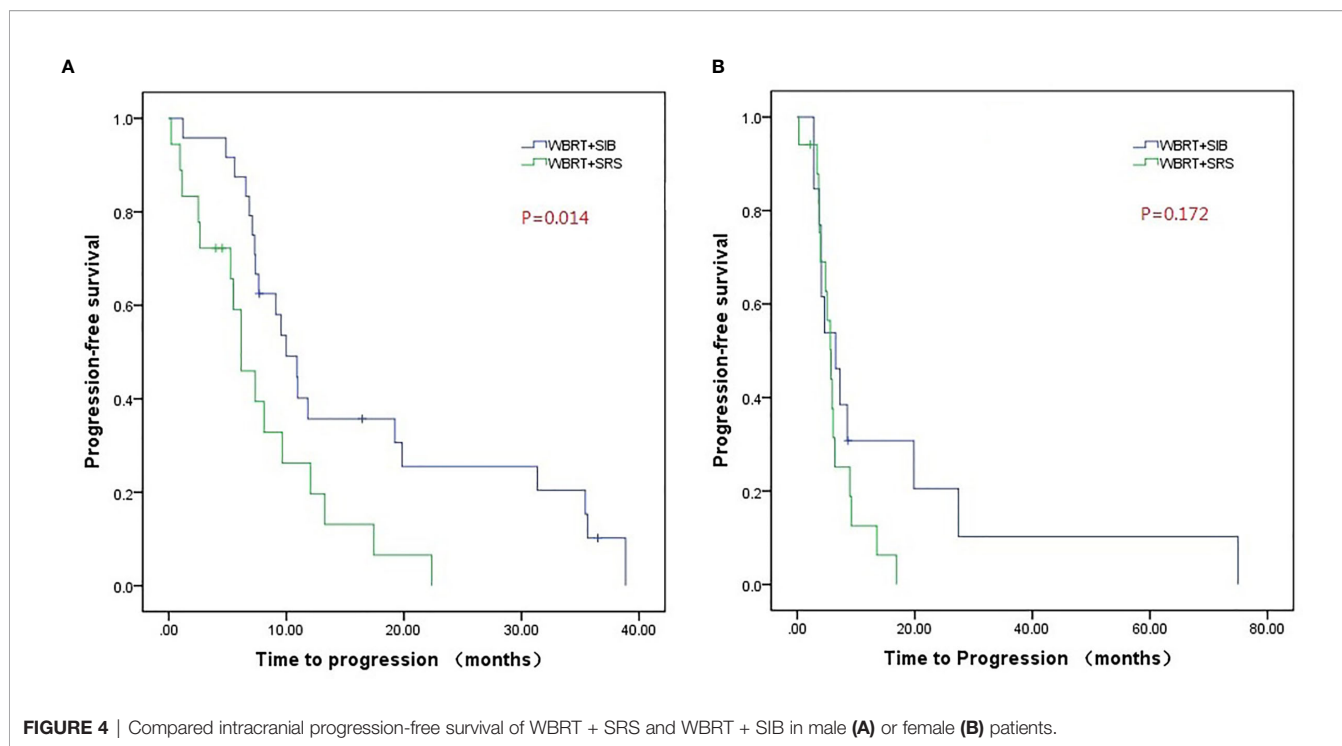 A
B
1.0
0.8
0.6
0.4
0.2
0.0
Progression-free survival
WBRT+SIB
WBRT+SRS
P=0.014
.00
10.00
20.00
30.00
40.00
Time to progression (months)
1.0
0.8
0.6
0.4
0.2
0.0
Progression-free survival
WBRT+SIB
WBRT+SRS
P=0.172
.00
20.00
40.00
60.00
80.00
Time to Progression (months)
FIGURE 4 | Compared intracranial progression-free survival of WBRT + SRS and WBRT + SIB in male (A) or female (B) patients.